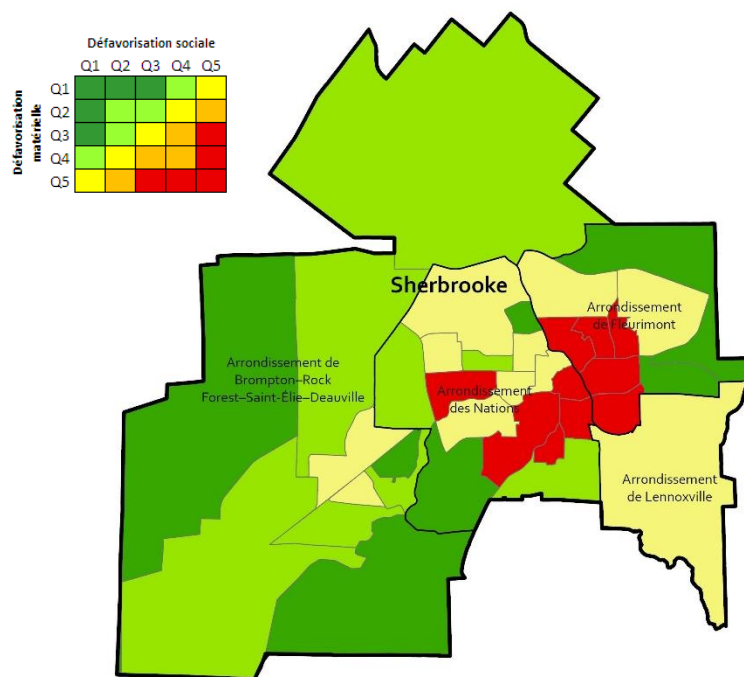 Défavorisation sociale
Q1 Q2 Q3 Q4 Q5
Défavorisation
matérielle
Q1
Q2
Q3
Q4
Q5
Sherbrooke
Arrondissement
de Fleurimont
Arrondissement de
Brompton–Rock
Forest–Saint-Élie–Deauville
Arrondissement
des Nations
Arrondissement
de Lennoxville